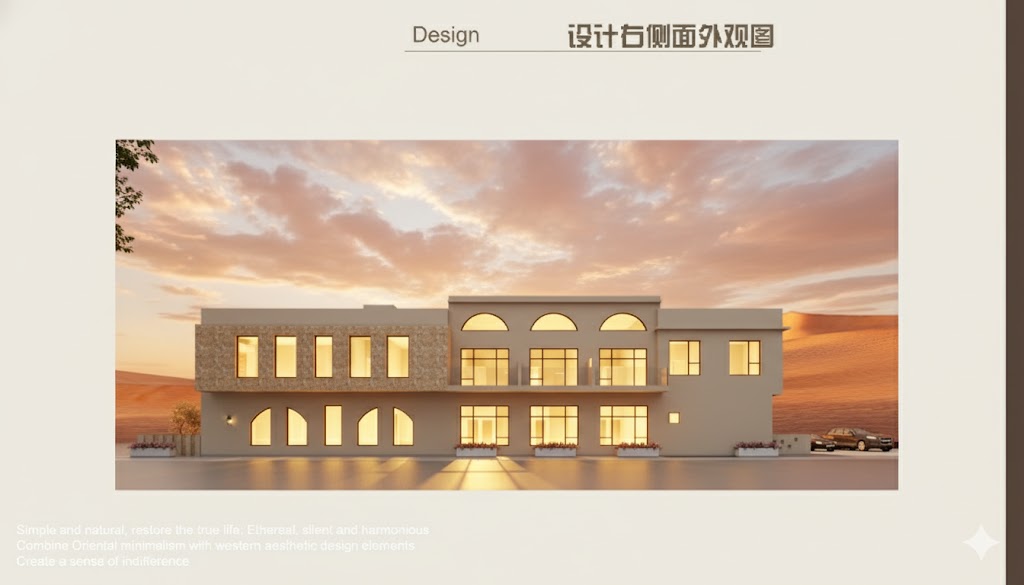 Design 设计右侧面外观图
Simple and natural, restore the true life: Ethereal, silent and harmonious
Combine Oriental minimalism with western aesthetic design elements
Create a sense of indifference